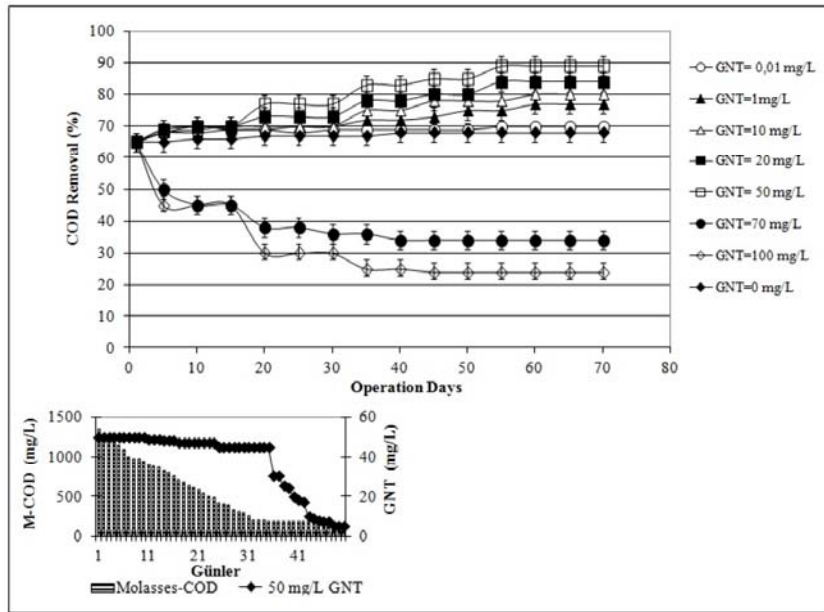 100
90
80
70
60
50
40
30
20
10
0
COD Removal (%)
0 10 20 30 40 50 60 70 80
Operation Days
GNT= 0,01 mg/L
GNT=1mg/L
GNT=10 mg/L
GNT= 20 mg/L
GNT= 50 mg/L
GNT=70 mg/L
GNT=100 mg/L
GNT=0 mg/L
1500
1000
500
0
M-COD (mg/L)
60
40
20
0
GNT (mg/L)
1 11 21 31 41
Günler
Molasses-COD 50 mg/L GNT